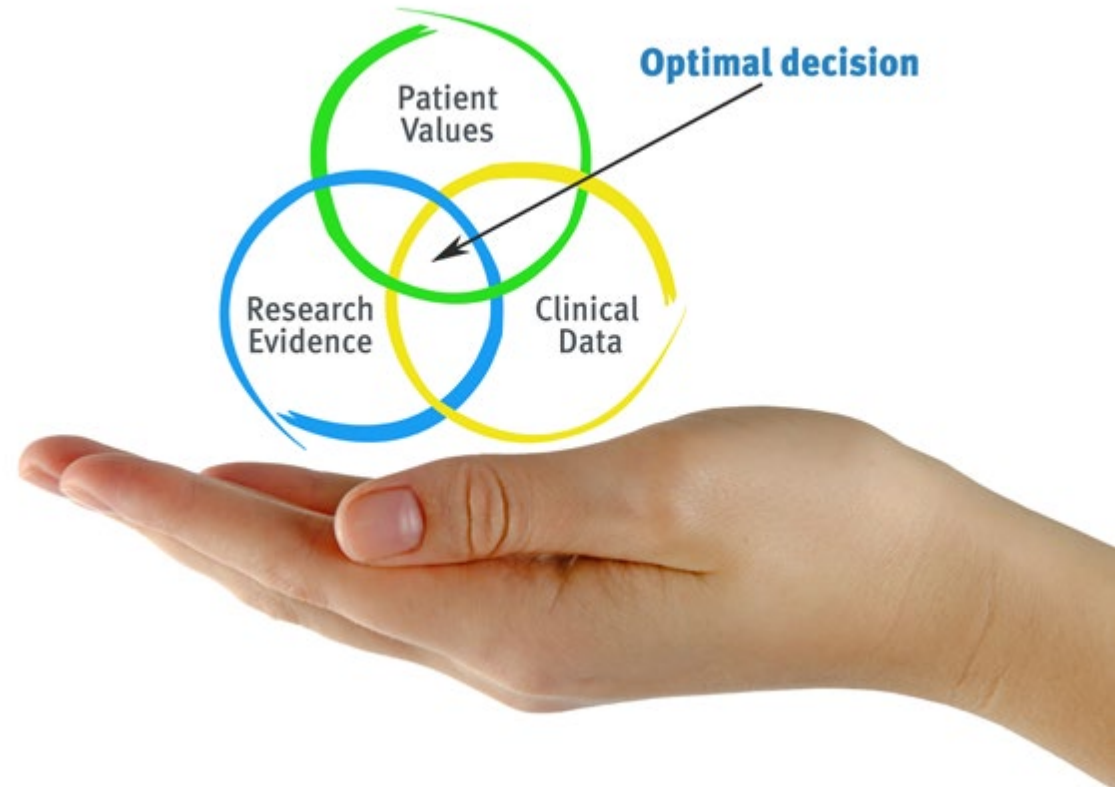 Optimal decision
Patient
Values
Research
Evidence
Clinical
Data